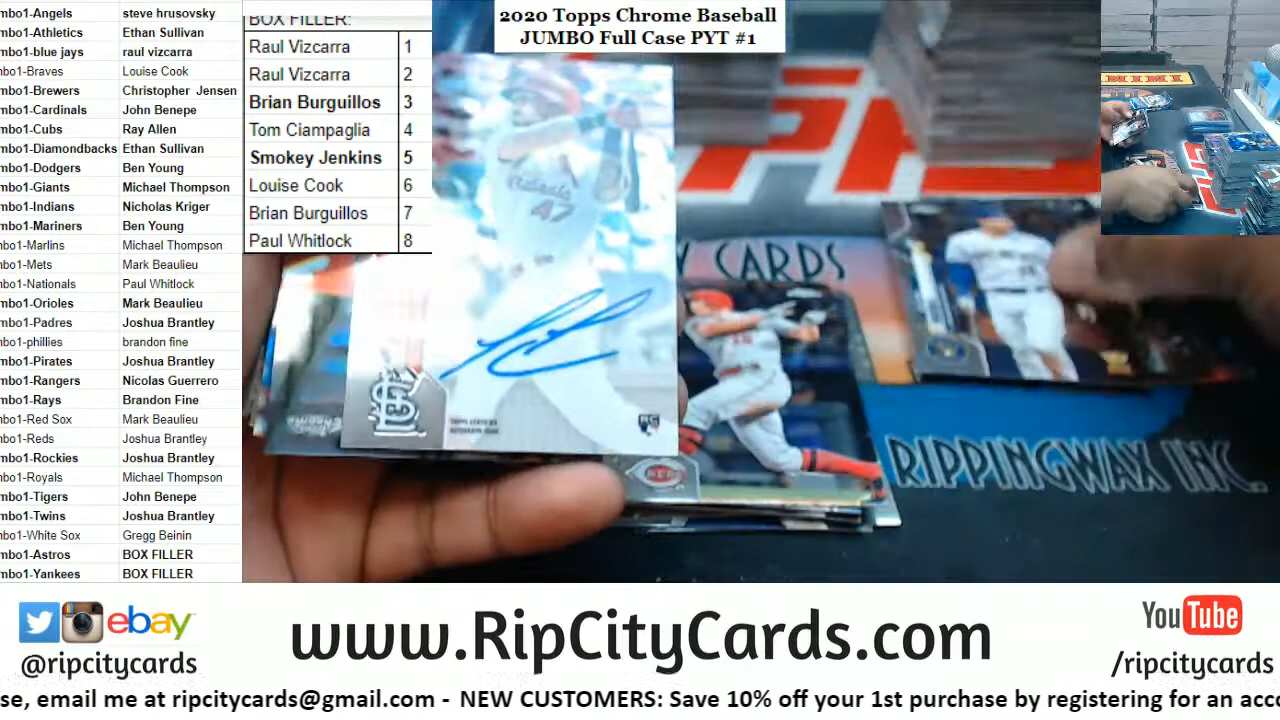 mbo1-Angels steve hrusovsky
mbo1-Athletics Ethan Sullivan
mbo1-blue jays raul vizcarra
mbo1-Braves Louise Cook
mbo1-Brewers Christopher Jensen
mbo1-Cardinals John Benepe
mbo1-Cubs Ray Allen
mbo1-Diamondbacks Ethan Sullivan
mbo1-Dodgers Ben Young
mbo1-Giants Michael Thompson
mbo1-Indians Nicholas Kriger
mbo1-Mariners Ben Young
mbo1-Marlins Michael Thompson
mbo1-Mets Mark Beaulieu
mbo1-Nationals Paul Whitlock
mbo1-Orioles Mark Beaulieu
mbo1-Padres Joshua Brantley
mbo1-phillies brandon fine
mbo1-Pirates Joshua Brantley
mbo1-Rangers Nicolas Guerrero
mbo1-Rays Brandon Fine
mbo1-Red Sox Mark Beaulieu
mbo1-Reds Joshua Brantley
mbo1-Rockies Joshua Brantley
mbo1-Royals Michael Thompson
mbo1-Tigers John Benepe
mbo1-Twins Joshua Brantley
mbo1-White Sox Gregg Beinin
mbo1-Astros BOX FILLER
mbo1-Yankees BOX FILLER
BOX FILLER:
Raul Vizcarra 1
Raul Vizcarra 2
Brian Burguillos 3
Tom Ciampaglia 4
Smokey Jenkins 5
Louise Cook 6
Brian Burguillos 7
Paul Whitlock 8
2020 Topps Chrome Baseball
JUMBO Full Case PYT #1
47
RC
Y CARDS
REDS
RIPPINGWAX INC.
ebay
@ripcitycards
www.RipCityCards.com
YouTube
/ripcitycards
se, email me at ripcitycards@gmail.com - NEW CUSTOMERS: Save 10% off your 1st purchase by registering for an acco